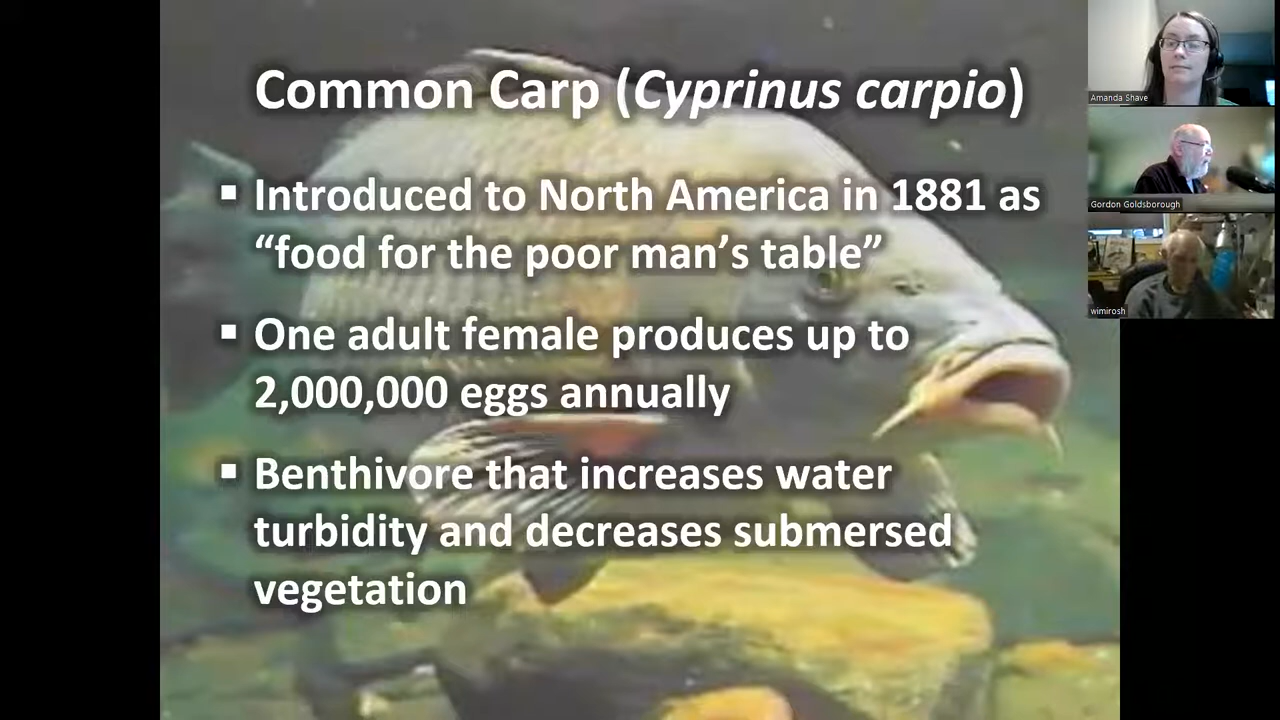 Common Carp (Cyprinus carpio)
▪ Introduced to North America in 1881 as
“food for the poor man’s table”
▪ One adult female produces up to
2,000,000 eggs annually
▪ Benthivore that increases water
turbidity and decreases submersed
vegetation
Amanda Shave
Gordon Goldsborough
wimirosh